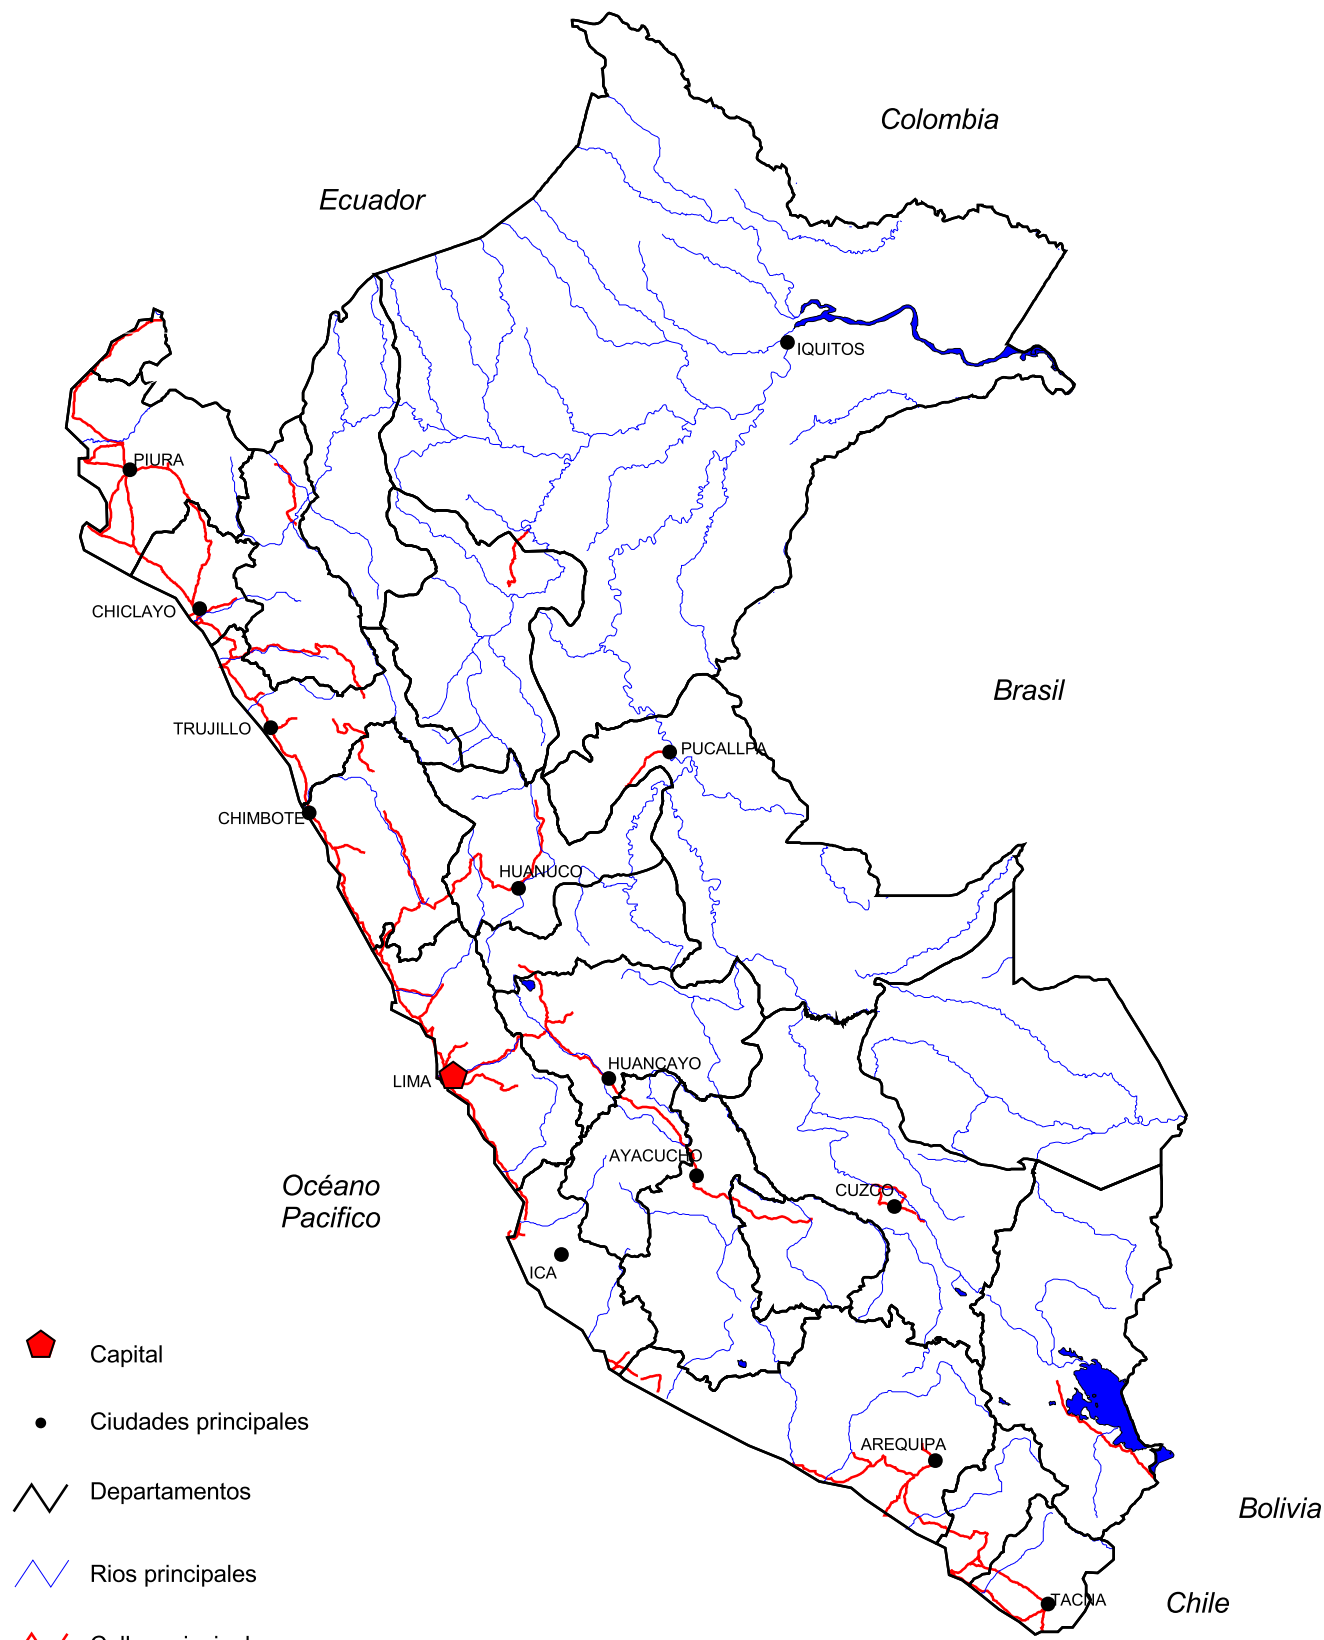 Colombia
Ecuador
IQUITOS
PIURA
CHICLAYO
Brasil
TRUJILLO
PUCALLPA
CHIMBOTE
HUANUCO
HUANCAYO
LIMA
AYACUCHO
CUZCO
Océano
Pacifico
ICA
Capital
Ciudades principales
AREQUIPA
Departamentos
Bolivia
Rios principales
TACNA
Chile